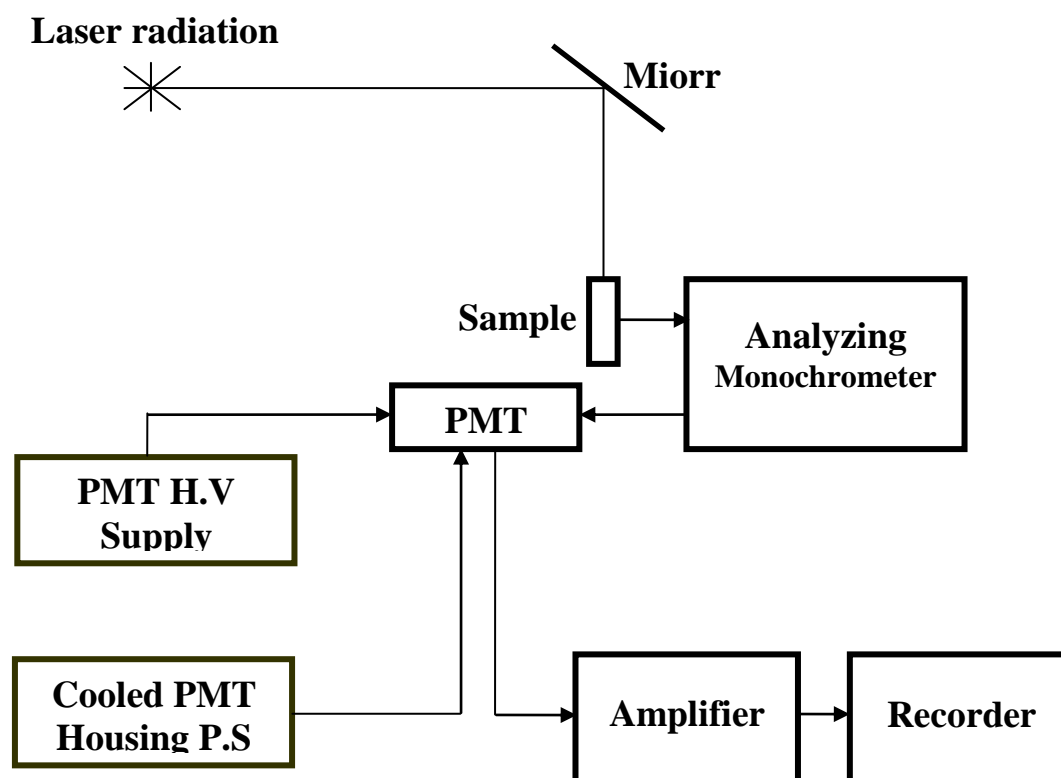 Laser radiation
Miorr
Sample
Analyzing
Monochrometer
PMT
PMT H.V
Supply
Cooled PMT
Housing P.S
Amplifier
Recorder